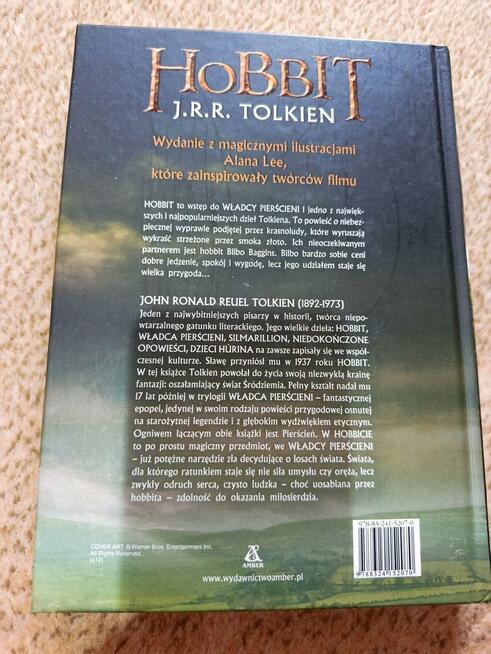 HOBBIT
J.R.R. TOLKIEN
Wydanie z magicznymi ilustracjami
Alana Lee,
które zainspirowały twórców filmu
HOBBIT to wstęp do WŁADCY PIERŚCIENI i jedno z najwięk-
szych i najpopularniejszych dzieł Tolkiena. To powieść o niebez-
piecznej wyprawie podjętej przez krasnoludy, które wyruszają
wykraść strzeżone przez smoka złoto. Ich nieoczekiwanym
partnerem jest hobbit Bilbo Baggins. Bilbo bardzo sobie ceni
dobre jedzenie, spokój i wygodę, lecz jego udziałem staje się
wielka przygoda...
JOHN RONALD REUEL TOLKIEN (1892-1973)
Jeden z najwybitniejszych pisarzy w historii, twórca niepo-
wtarzalnego gatunku literackiego. Jego wielkie dzieła: HOBBIT,
WŁADCA PIERŚCIENI, SILMARILLION, NIEDOKOŃCZONE
OPOWIEŚCI, DZIECI HÚRINA na zawsze zapisały się we współ-
czesnej kulturze. Sławę przyniósł mu w 1937 roku HOBBIT.
W tej książce Tolkien powołał do życia swoją niezwykłą krainę
fantazji: oszałamiający świat Śródziemia. Pełny kształt nadał mu
17 lat później w trylogii WŁADCA PIERŚCIENI – fantastycznej
epopei, jedynej w swoim rodzaju powieści przygodowej osnutej
na starożytnej legendzie i z głębokim wydźwiękiem etycznym.
Ogniwem łączącym obie książki jest Pierścień. W HOBBICIE
to po prostu magiczny przedmiot, we WŁADCY PIERŚCIENI
– już potężne narzędzie zła decydujące o losach świata. Świata,
dla którego ratunkiem staje się nie siła umysłu czy oręża, lecz
zwykły odruch serca, czysto ludzka – choć uosabiana przez
hobbita – zdolność do okazania miłosierdzia.
COVER ART: © Warner Bros. Entertainment Inc.
All Rights Reserved.
(s12)
AMBER
www.wydawnictwoamber.pl
978-83-241-5207-0
9 788324 152070